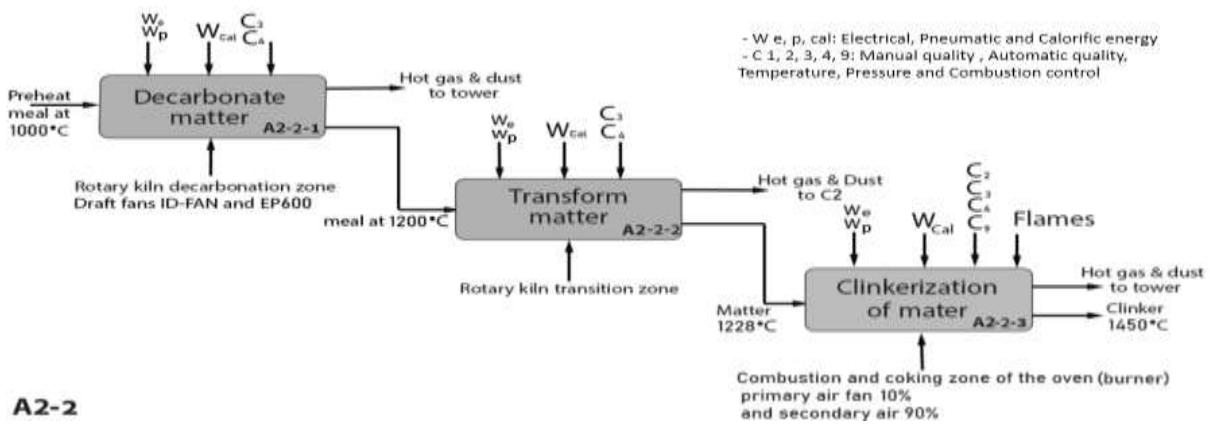 We
Wp
WCal
C3
C4
- W e, p, cal: Electrical, Pneumatic and Calorific energy
- C 1, 2, 3, 4, 9: Manual quality , Automatic quality,
Temperature, Pressure and Combustion control
Preheat
meal at
1000°C
Decarbonate
matter
A2-2-1
Hot gas & dust
to tower
Rotary kiln decarbonation zone
Draft fans ID-FAN and EP600
We
Wp
WCal
C3
C4
meal at 1200°C
Transform
matter
A2-2-2
Hot gas & Dust
to C2
Rotary kiln transition zone
We
Wp
WCal
C2
C3
C4
C9
Flames
Matter
1228°C
Clinkerization
of mater
A2-2-3
Hot gas & dust
to tower
Clinker
1450°C
Combustion and coking zone of the oven (burner)
primary air fan 10%
and secondary air 90%
A2-2